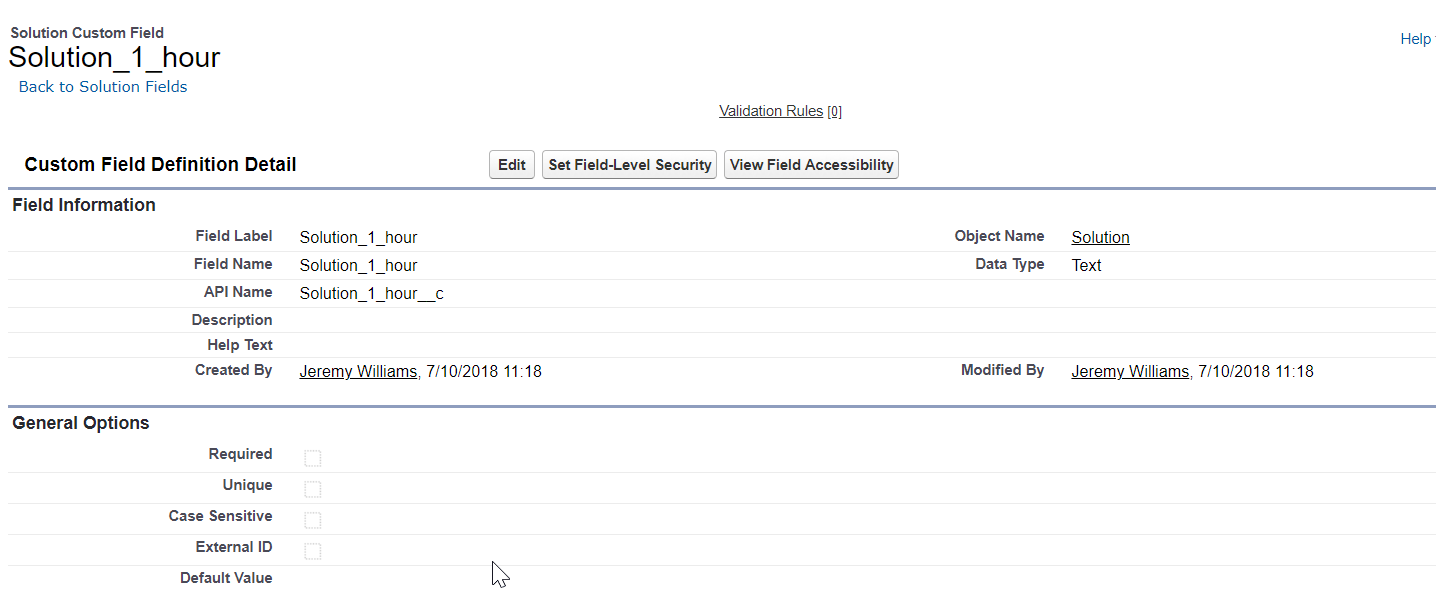 Solution Custom Field
Solution_1_hour
Help
Back to Solution Fields
Validation Rules [0]
Custom Field Definition Detail Edit Set Field-Level Security View Field Accessibility
Field Information
Field Label Solution_1_hour Object Name Solution
Field Name Solution_1_hour Data Type Text
API Name Solution_1_hour__c
Description
Help Text
Created By Jeremy Williams, 7/10/2018 11:18 Modified By Jeremy Williams, 7/10/2018 11:18
General Options
Required
Unique
Case Sensitive
External ID
Default Value